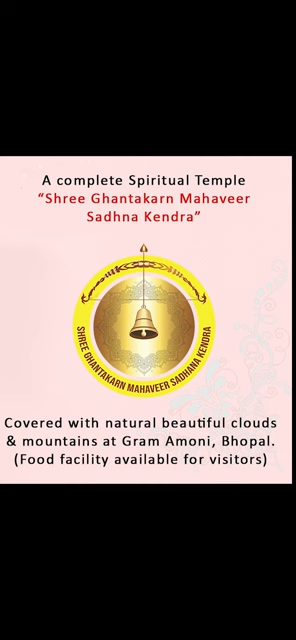 A complete Spiritual Temple
“Shree Ghantakarn Mahaveer
Sadhna Kendra”
SHREE GHANTAKARN MAHAVEER SADHANA KENDRA
Covered with natural beautiful clouds
& mountains at Gram Amoni, Bhopal.
(Food facility available for visitors)